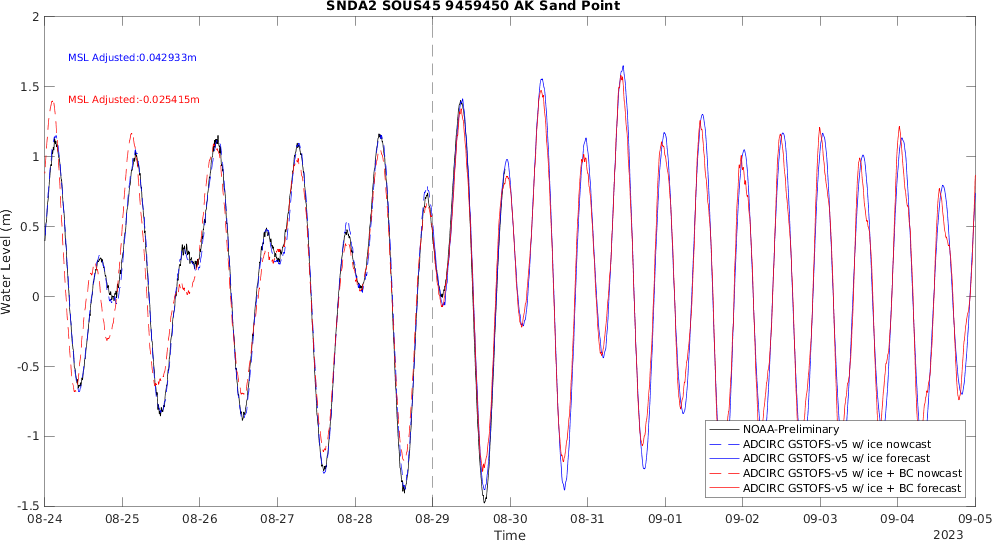 SNDA2 SOUS45 9459450 AK Sand Point
MSL Adjusted:0.042933m
MSL Adjusted:-0.025415m
Water Level (m)
2
1.5
1
0.5
0
-0.5
-1
-1.5
NOAA-Preliminary
ADCIRC GSTOFS-v5 w/ ice nowcast
ADCIRC GSTOFS-v5 w/ ice forecast
ADCIRC GSTOFS-v5 w/ ice + BC nowcast
ADCIRC GSTOFS-v5 w/ ice + BC forecast
08-24 08-25 08-26 08-27 08-28 08-29 08-30 08-31 09-01 09-02 09-03 09-04 09-05
Time
2023